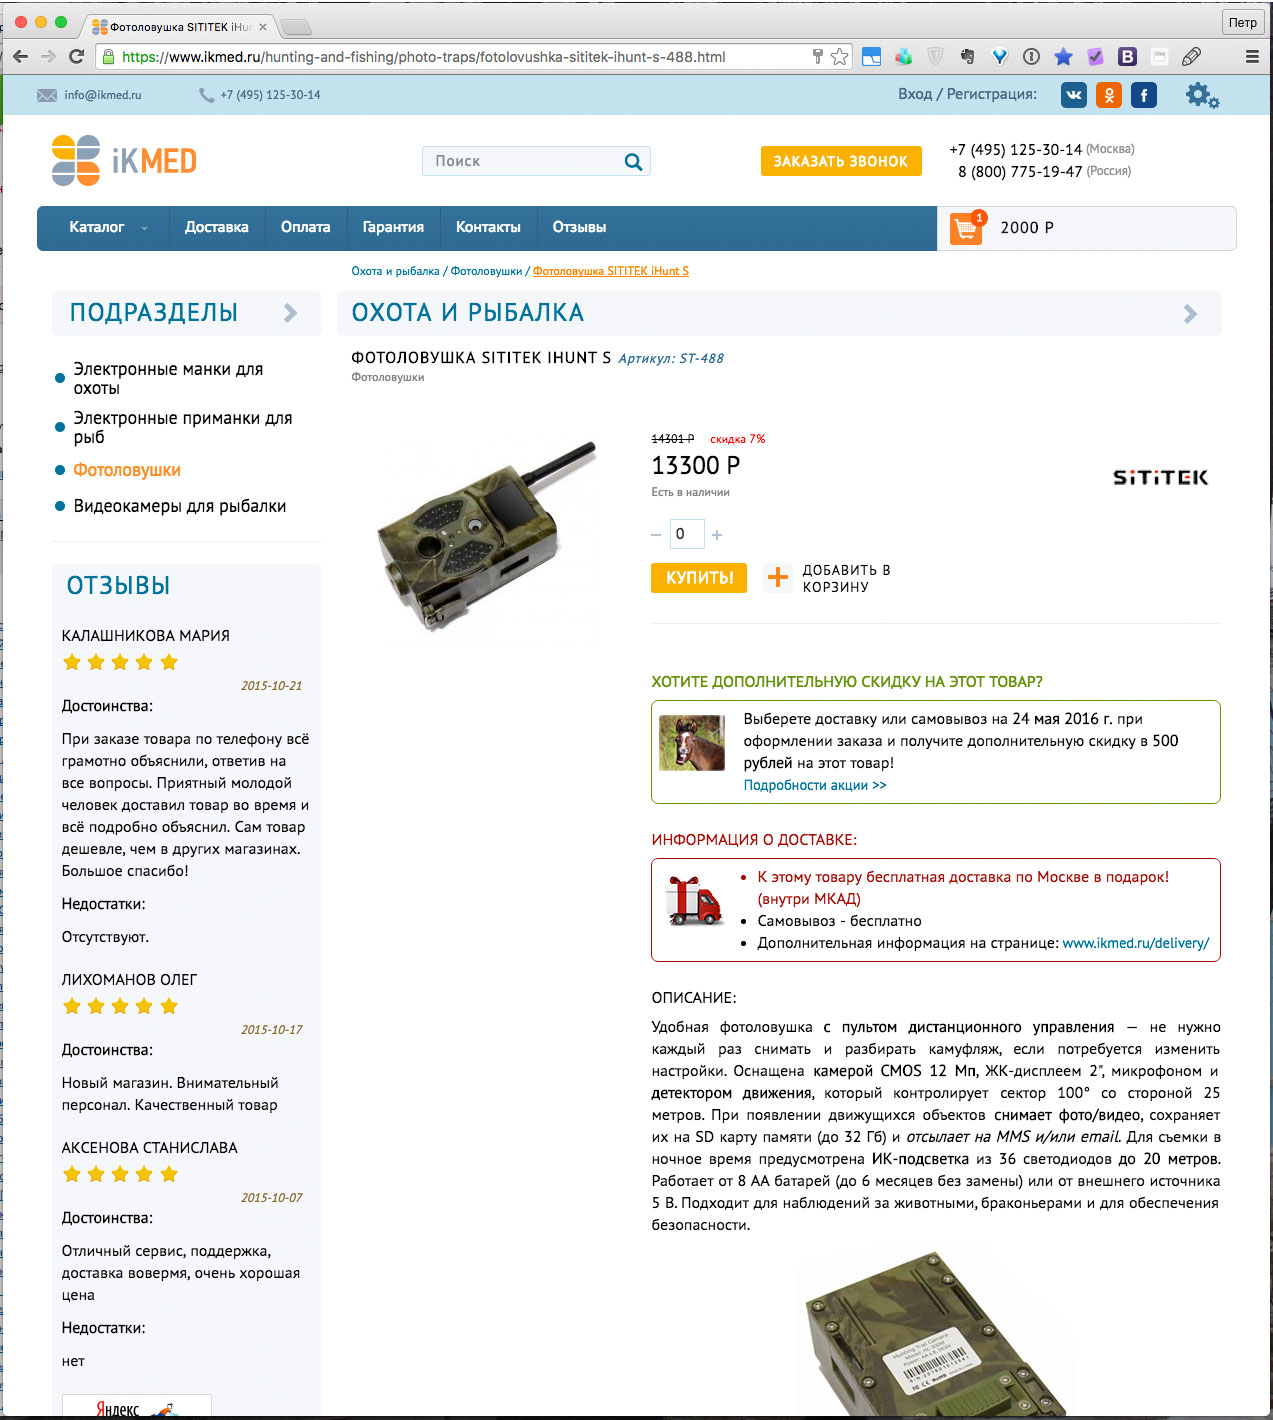 Фотоловушка SITITEK iHun
Петр
https://www.ikmed.ru/hunting-and-fishing/photo-traps/fotolovushka-sititek-ihunt-s-488.html
info@ikmed.ru
+7 (495) 125-30-14
Вход / Регистрация:
iKMED
Поиск
ЗАКАЗАТЬ ЗВОНОК
+7 (495) 125-30-14 (Москва)
8 (800) 775-19-47 (Россия)
Каталог
Доставка
Оплата
Гарантия
Контакты
Отзывы
1
2000 Р
Охота и рыбалка / Фотоловушки / Фотоловушка SITITEK iHunt S
ПОДРАЗДЕЛЫ
Электронные манки для
охоты
Электронные приманки для
рыб
Фотоловушки
Видеокамеры для рыбалки
ОТЗЫВЫ
КАЛАШНИКОВА МАРИЯ
2015-10-21
Достоинства:
При заказе товара по телефону всё
грамотно объяснили, ответив на
все вопросы. Приятный молодой
человек доставил товар во время и
всё подробно объяснил. Сам товар
дешевле, чем в других магазинах.
Большое спасибо!
Недостатки:
Отсутствуют.
ЛИХОМАНОВ ОЛЕГ
2015-10-17
Достоинства:
Новый магазин. Внимательный
персонал. Качественный товар
АКСЕНОВА СТАНИСЛАВА
2015-10-07
Достоинства:
Отличный сервис, поддержка,
доставка вовермя, очень хорошая
цена
Недостатки:
нет
Яндекс
ОХОТА И РЫБАЛКА
ФОТОЛОВУШКА SITITEK IHUNT S Артикул: ST-488
Фотоловушки
14301 Р скидка 7%
13300 Р
Есть в наличии
SITITEK
– 0 +
КУПИТЬ!
ДОБАВИТЬ В
КОРЗИНУ
ХОТИТЕ ДОПОЛНИТЕЛЬНУЮ СКИДКУ НА ЭТОТ ТОВАР?
Выберете доставку или самовывоз на 24 мая 2016 г. при
оформлении заказа и получите дополнительную скидку в 500
рублей на этот товар!
Подробности акции >>
ИНФОРМАЦИЯ О ДОСТАВКЕ:
К этому товару бесплатная доставка по Москве в подарок!
(внутри МКАД)
Самовывоз - бесплатно
Дополнительная информация на странице: www.ikmed.ru/delivery/
ОПИСАНИЕ:
Удобная фотоловушка с пультом дистанционного управления — не нужно
каждый раз снимать и разбирать камуфляж, если потребуется изменить
настройки. Оснащена камерой CMOS 12 Мп, ЖК-дисплеем 2", микрофоном и
детектором движения, который контролирует сектор 100° со стороной 25
метров. При появлении движущихся объектов снимает фото/видео, сохраняет
их на SD карту памяти (до 32 Гб) и отсылает на MMS и/или email. Для съемки в
ночное время предусмотрена ИК-подсветка из 36 светодиодов до 20 метров.
Работает от 8 АА батарей (до 6 месяцев без замены) или от внешнего источника
5 В. Подходит для наблюдений за животными, браконьерами и для обеспечения
безопасности.
Hunting Trail Camera